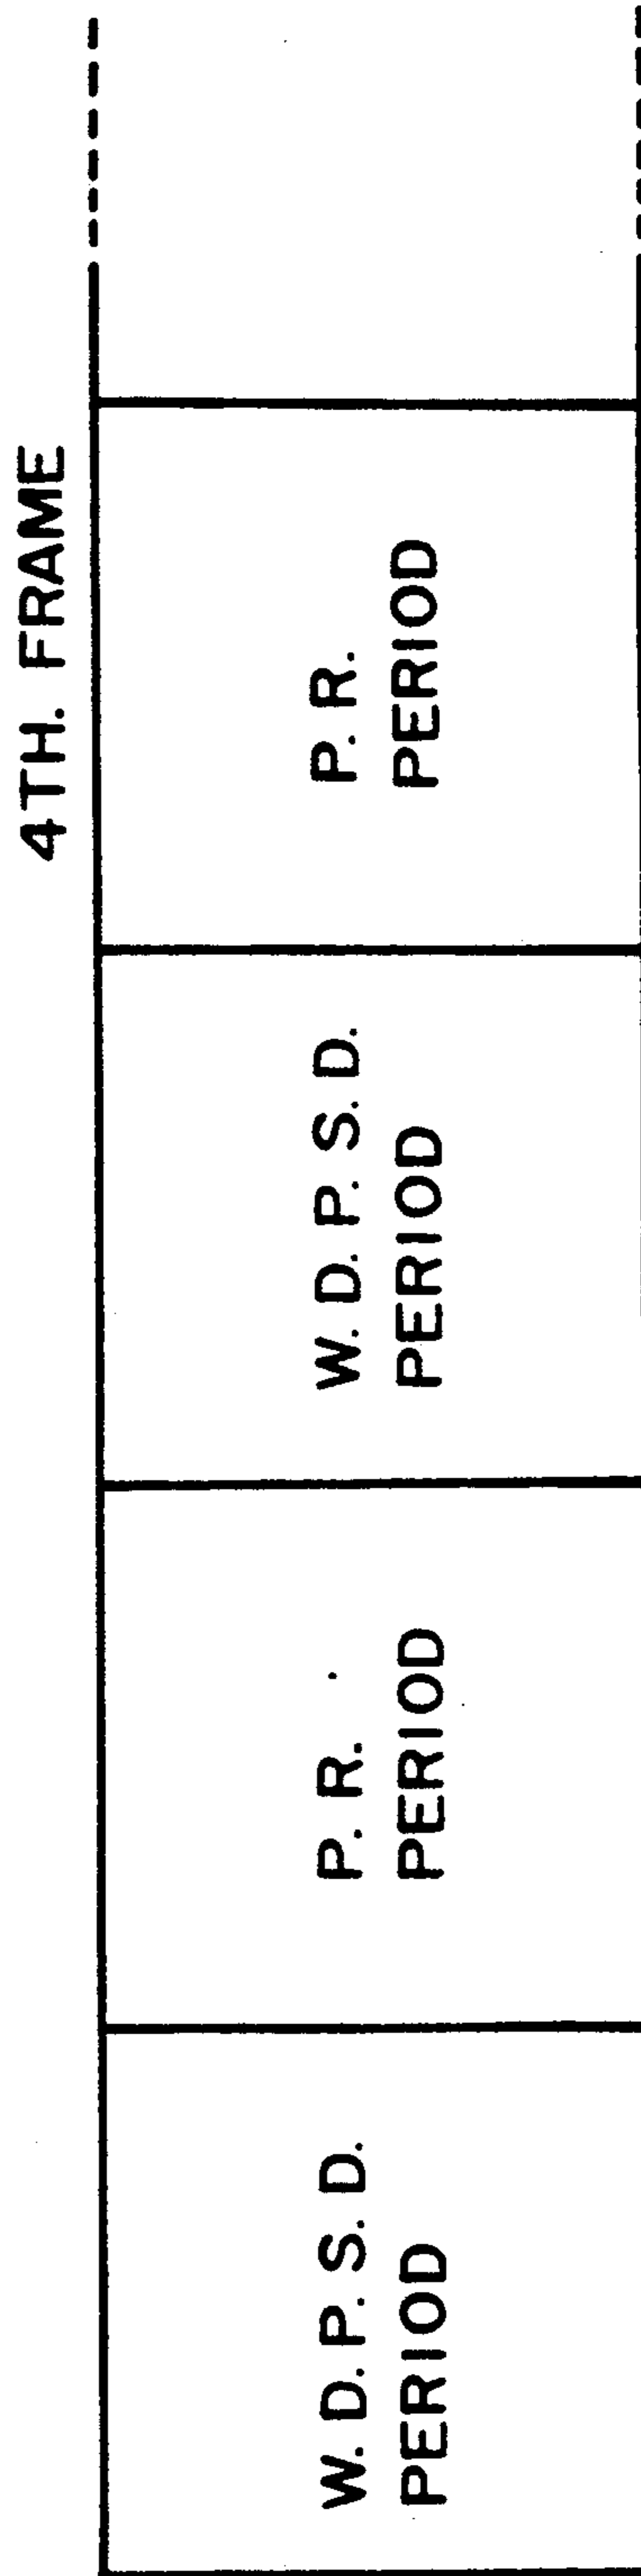 4TH. FRAME
W. D. P. S. D.
PERIOD
P. R.
PERIOD
W. D. P. S. D.
PERIOD
P. R.
PERIOD